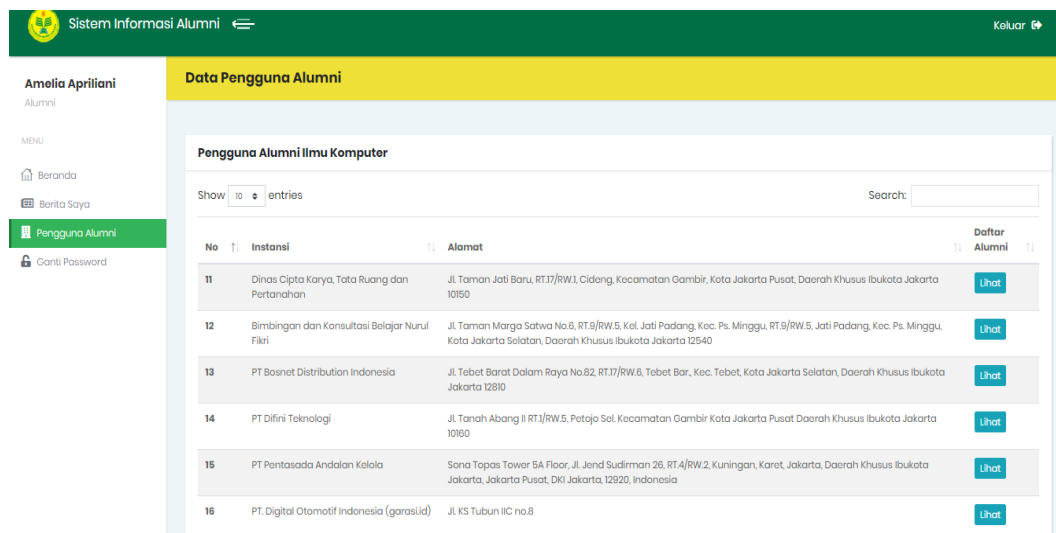 Sistem Informasi Alumni
Keluar
Amelia Apriliani
Alumni
MENU
Beranda
Berita Saya
Pengguna Alumni
Ganti Password
Data Pengguna Alumni
Pengguna Alumni Ilmu Komputer
Show 10 entries
Search:
No Instansi Alamat Daftar
Alumni
11 Dinas Cipta Karya, Tata Ruang dan
Pertanahan
Jl. Taman Jati Baru, RT.17/RW.1, Cideng, Kecamatan Gambir, Kota Jakarta Pusat, Daerah Khusus Ibukota Jakarta
10150
Lihat
12 Bimbingan dan Konsultasi Belajar Nurul
Fikri
Jl. Taman Marga Satwa No.6, RT.9/RW.5, Kel. Jati Padang, Kec. Ps. Minggu, RT.9/RW.5, Jati Padang, Kec. Ps. Minggu,
Kota Jakarta Selatan, Daerah Khusus Ibukota Jakarta 12540
Lihat
13 PT Bosnet Distribution Indonesia
Jl. Tebet Barat Dalam Raya No.82, RT.17/RW.6, Tebet Bar., Kec. Tebet, Kota Jakarta Selatan, Daerah Khusus Ibukota
Jakarta 12810
Lihat
14 PT Difini Teknologi
Jl. Tanah Abang II RT.1/RW.5, Petojo Sel. Kecamatan Gambir Kota Jakarta Pusat Daerah Khusus Ibukota Jakarta
10160
Lihat
15 PT Pentasada Andalan Kelola
Sona Topas Tower 5A Floor, Jl. Jend Sudirman 26, RT.4/RW.2, Kuningan, Karet, Jakarta, Daerah Khusus Ibukota
Jakarta, Jakarta Pusat, DKI Jakarta, 12920, Indonesia
Lihat
16 PT. Digital Otomotif Indonesia (garasi.id)
Jl. KS Tubun IIC no.8
Lihat